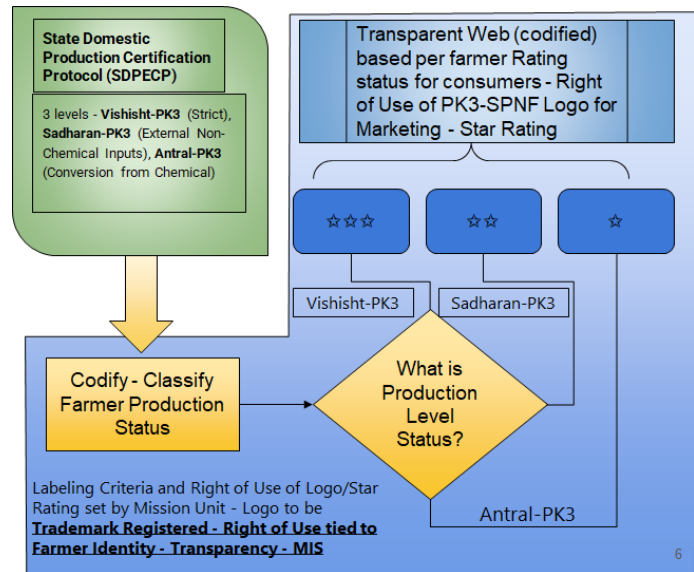 State Domestic
Production Certification
Protocol (SDPECP)
3 levels - Vishisht-PK3 (Strict),
Sadharan-PK3 (External Non-
Chemical Inputs), Antral-PK3
(Conversion from Chemical)
Transparent Web (codified)
based per farmer Rating
status for consumers - Right
of Use of PK3-SPNF Logo for
Marketing - Star Rating
☆☆☆
☆☆
☆
Vishisht-PK3
Sadharan-PK3
Codify - Classify
Farmer Production
Status
What is
Production
Level
Status?
Antral-PK3
Labeling Criteria and Right of Use of Logo/Star
Rating set by Mission Unit - Logo to be
Trademark Registered - Right of Use tied to
Farmer Identity - Transparency - MIS
6